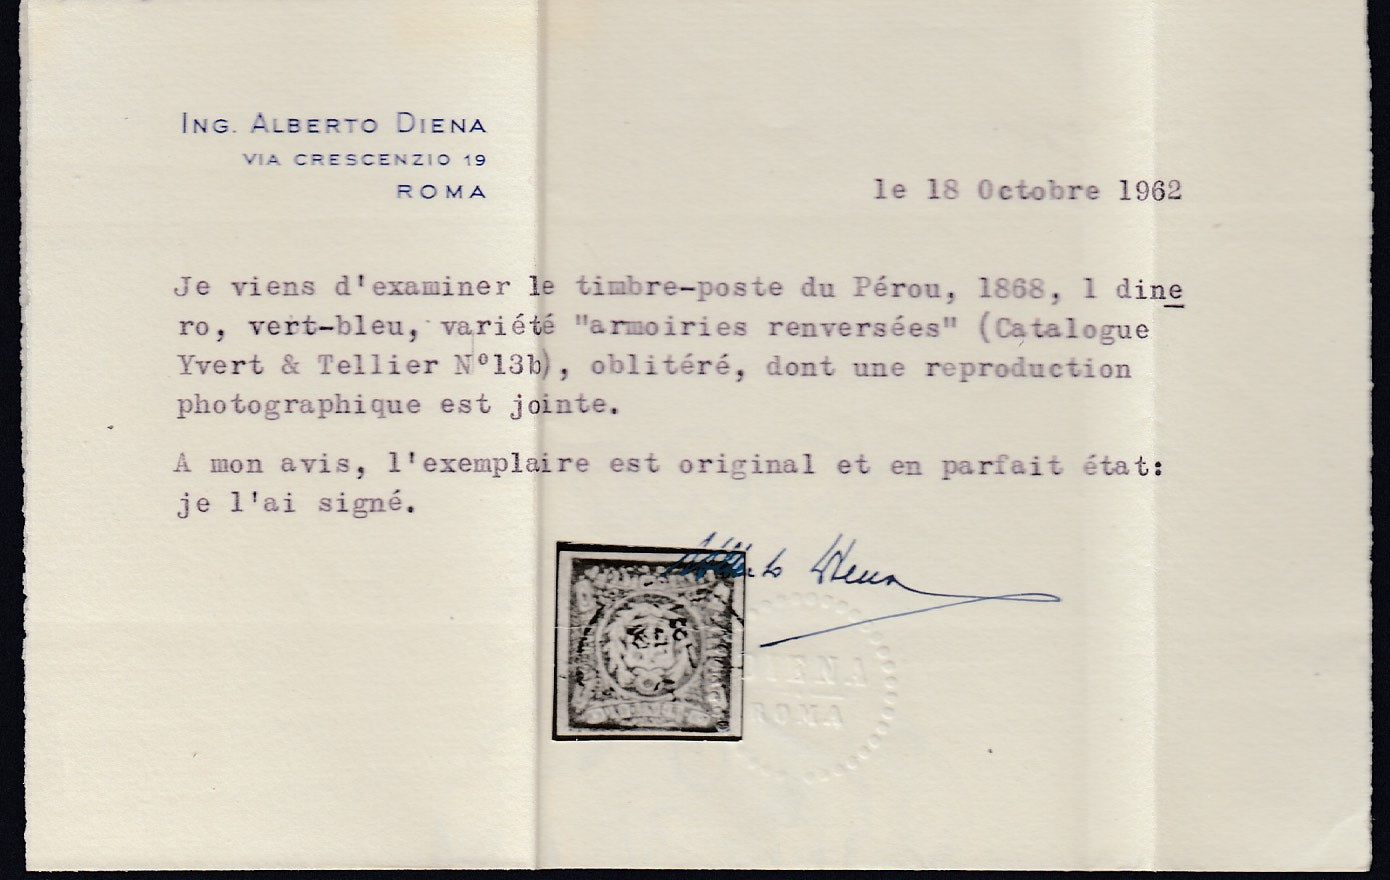 ING. ALBERTO DIENA
VIA CRESCENZIO 19
ROMA
le 18 Octobre 1962
Je viens d'examiner le timbre-poste du Pérou, 1868, 1 dine
ro, vert-bleu, variété "armoiries renversées" (Catalogue
Yvert & Tellier N°13b), oblitéré, dont une reproduction
photographique est jointe.
A mon avis, l'exemplaire est original et en parfait état:
je l'ai signé.
Alberto Diena
DIENA
ROMA